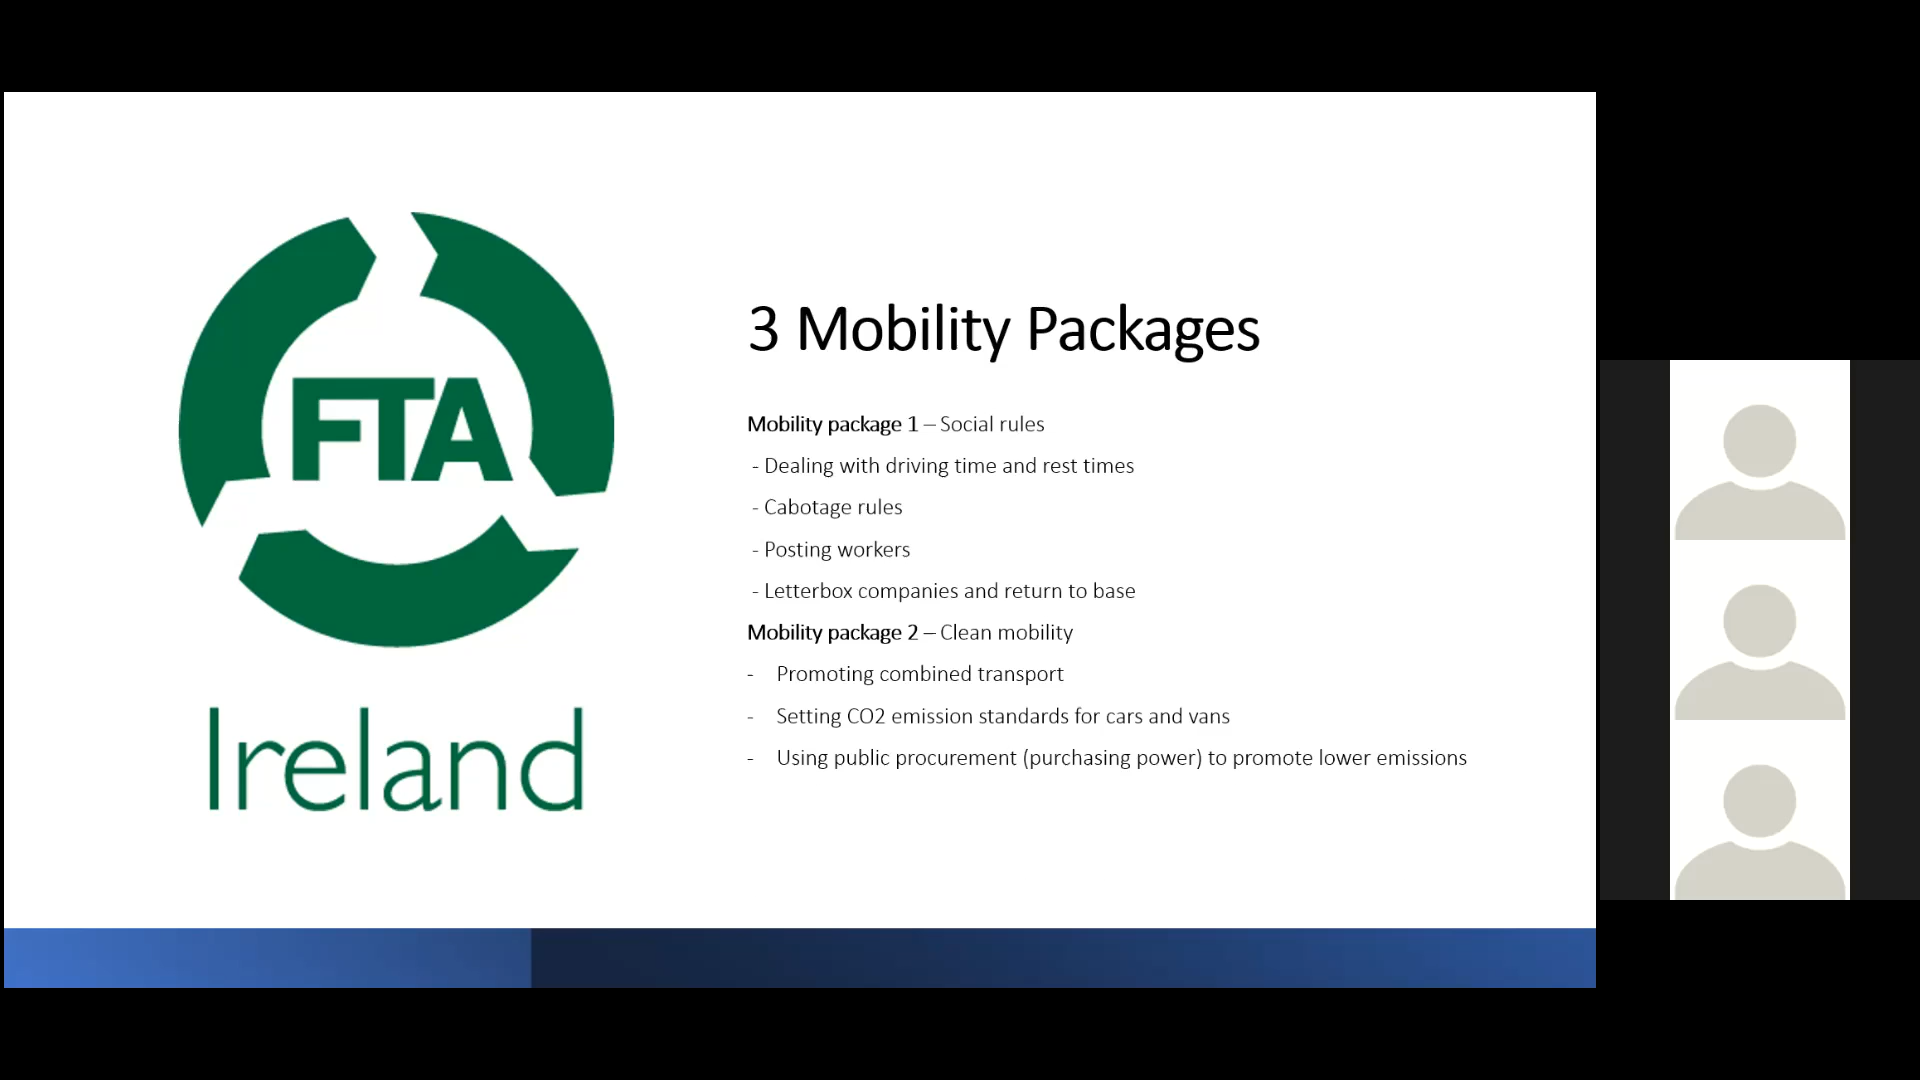 FTA
Ireland
3 Mobility Packages
Mobility package 1 – Social rules
- Dealing with driving time and rest times
- Cabotage rules
- Posting workers
- Letterbox companies and return to base
Mobility package 2 – Clean mobility
- Promoting combined transport
- Setting CO2 emission standards for cars and vans
- Using public procurement (purchasing power) to promote lower emissions